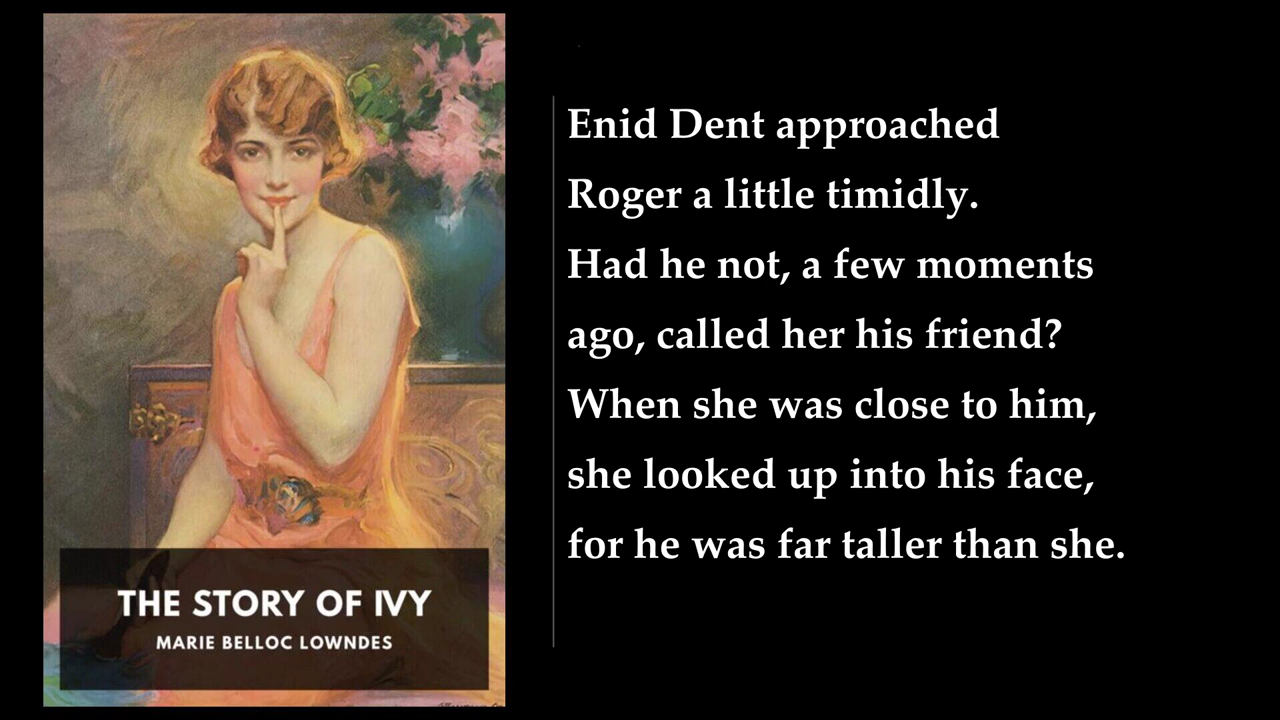 THE STORY OF IVY
MARIE BELLOC LOWNDES
Enid Dent approached
Roger a little timidly.
Had he not, a few moments
ago, called her his friend?
When she was close to him,
she looked up into his face,
for he was far taller than she.